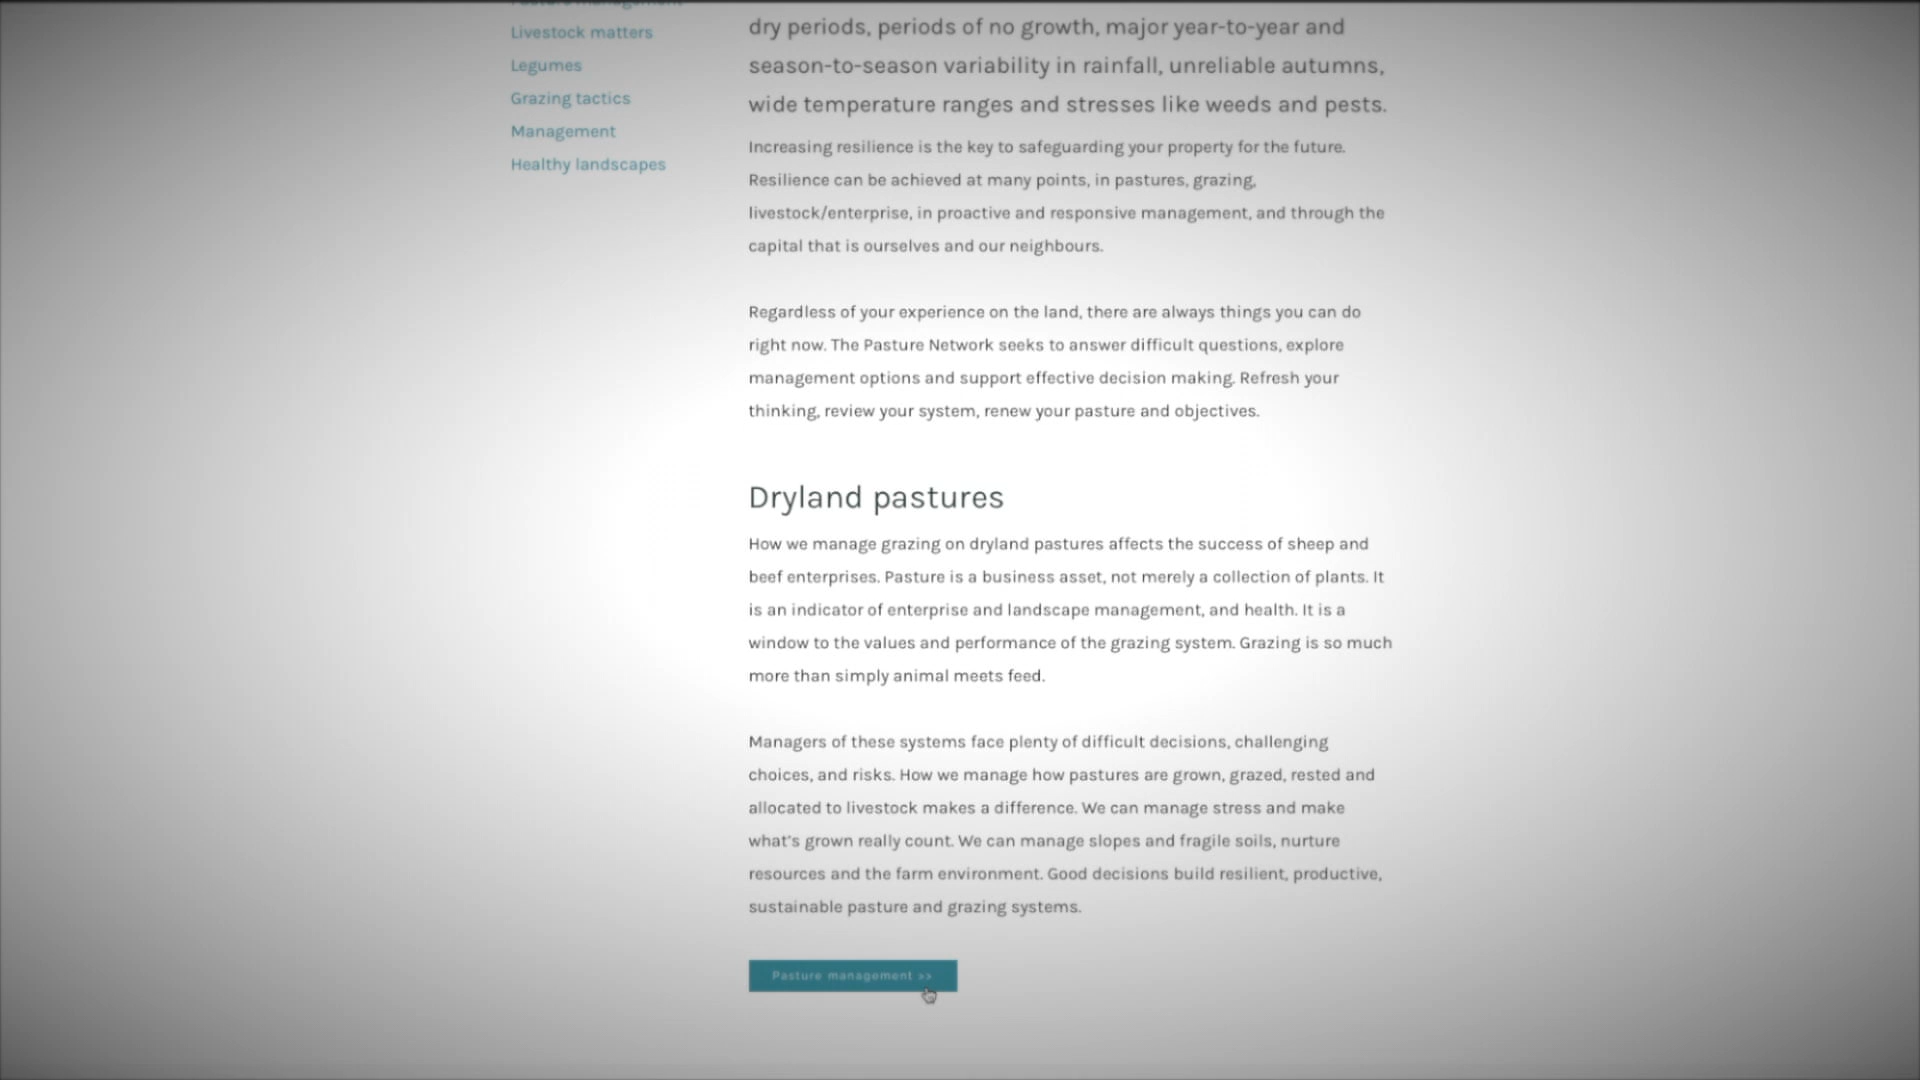 Pasture management
Livestock matters
Legumes
Grazing tactics
Management
Healthy landscapes
dry periods, periods of no growth, major year-to-year and
season-to-season variability in rainfall, unreliable autumns,
wide temperature ranges and stresses like weeds and pests.
Increasing resilience is the key to safeguarding your property for the future.
Resilience can be achieved at many points, in pastures, grazing,
livestock/enterprise, in proactive and responsive management, and through the
capital that is ourselves and our neighbours.
Regardless of your experience on the land, there are always things you can do
right now. The Pasture Network seeks to answer difficult questions, explore
management options and support effective decision making. Refresh your
thinking, review your system, renew your pasture and objectives.
Dryland pastures
How we manage grazing on dryland pastures affects the success of sheep and
beef enterprises. Pasture is a business asset, not merely a collection of plants. It
is an indicator of enterprise and landscape management, and health. It is a
window to the values and performance of the grazing system. Grazing is so much
more than simply animal meets feed.
Managers of these systems face plenty of difficult decisions, challenging
choices, and risks. How we manage how pastures are grown, grazed, rested and
allocated to livestock makes a difference. We can manage stress and make
what's grown really count. We can manage slopes and fragile soils, nurture
resources and the farm environment. Good decisions build resilient, productive,
sustainable pasture and grazing systems.
Pasture management >>